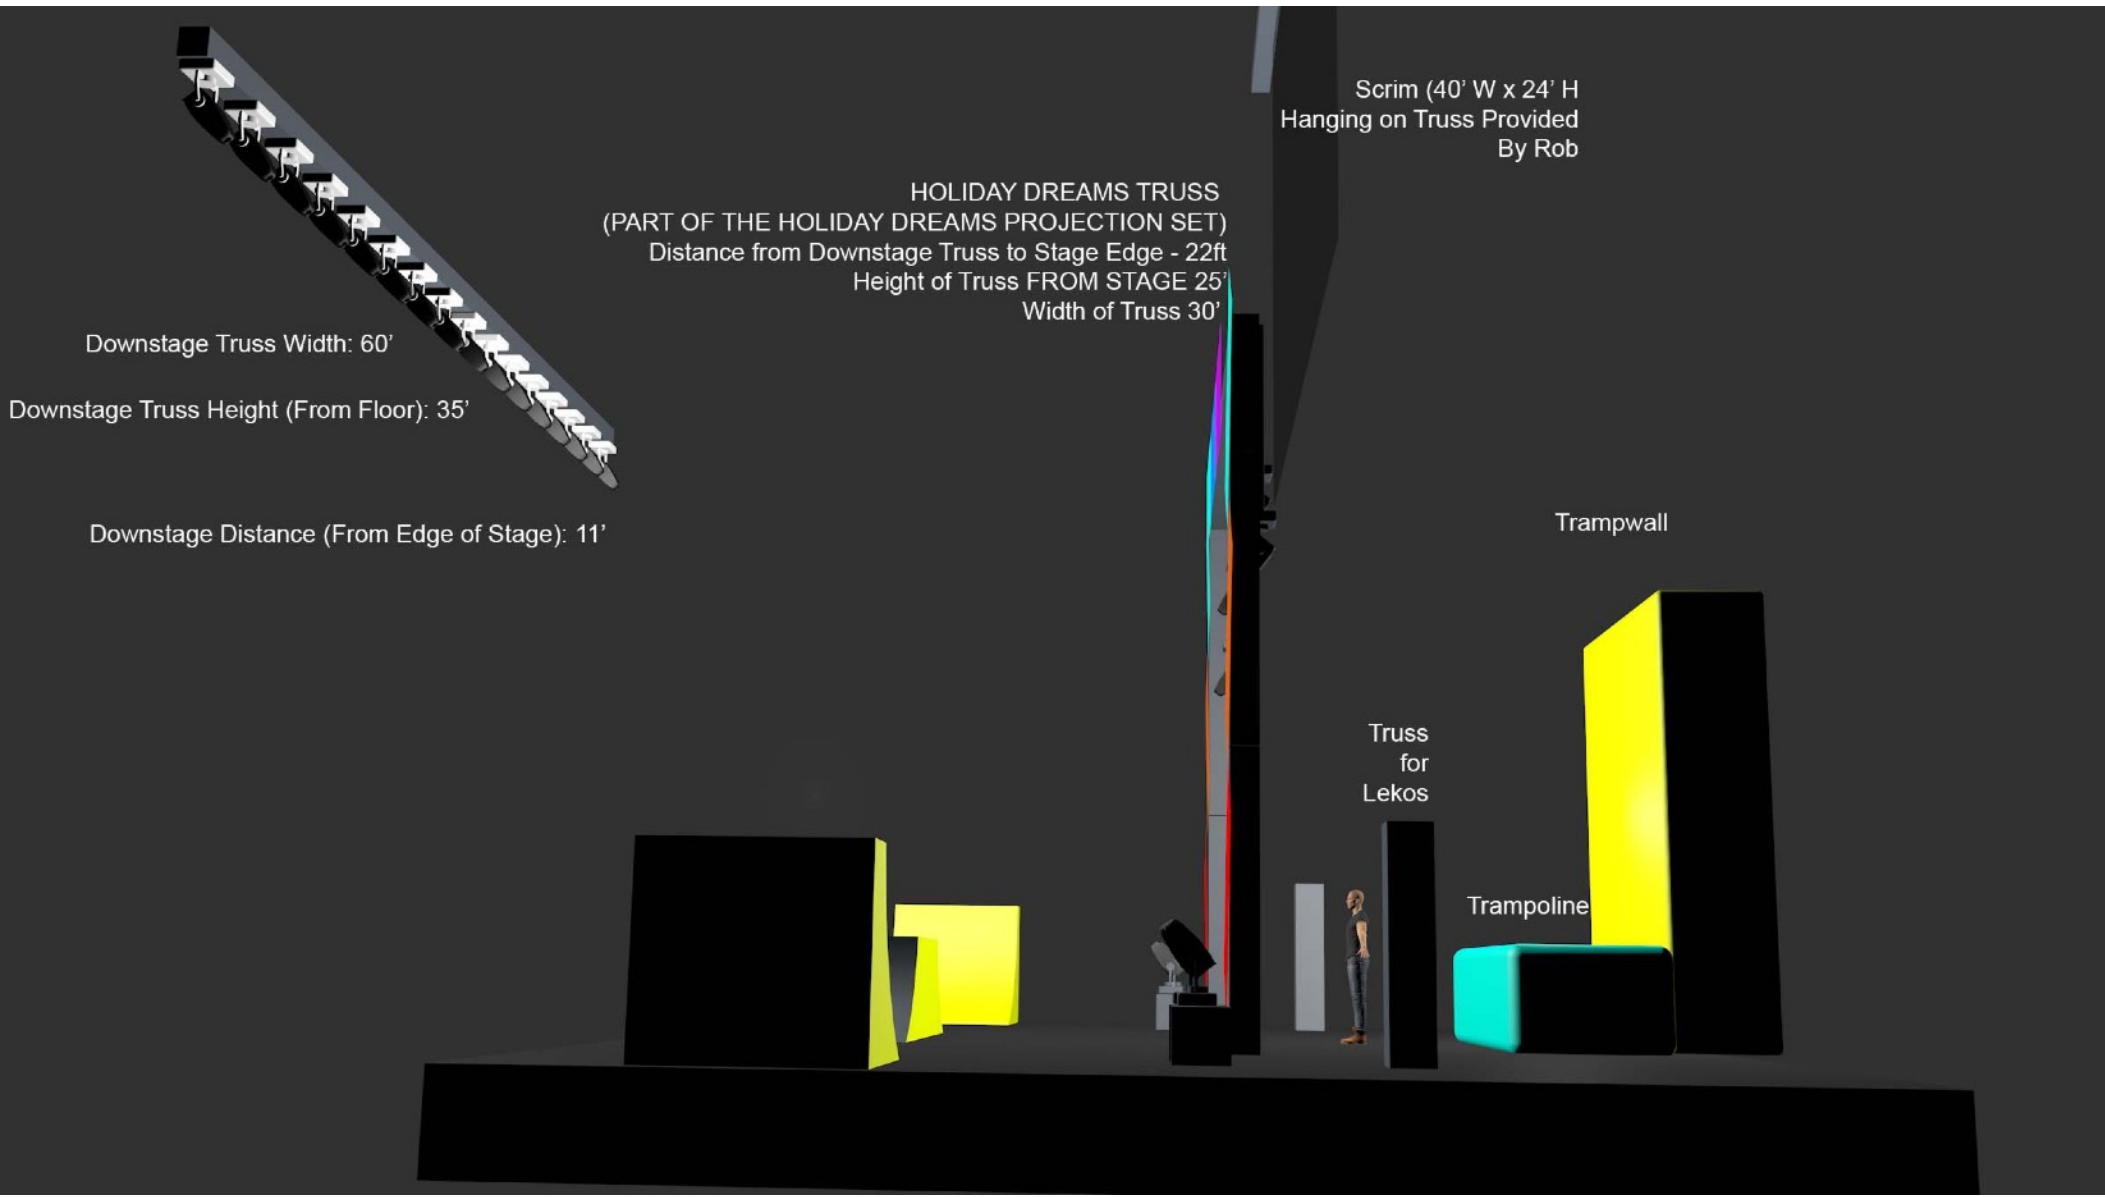 Scrim (40’ W x 24’ H
Hanging on Truss Provided
By Rob
HOLIDAY DREAMS TRUSS
(PART OF THE HOLIDAY DREAMS PROJECTION SET)
Distance from Downstage Truss to Stage Edge - 22ft
Height of Truss FROM STAGE 25’
Width of Truss 30’
Downstage Truss Width: 60’
Downstage Truss Height (From Floor): 35’
Downstage Distance (From Edge of Stage): 11’
Trampwall
Truss
for
Lekos
Trampoline